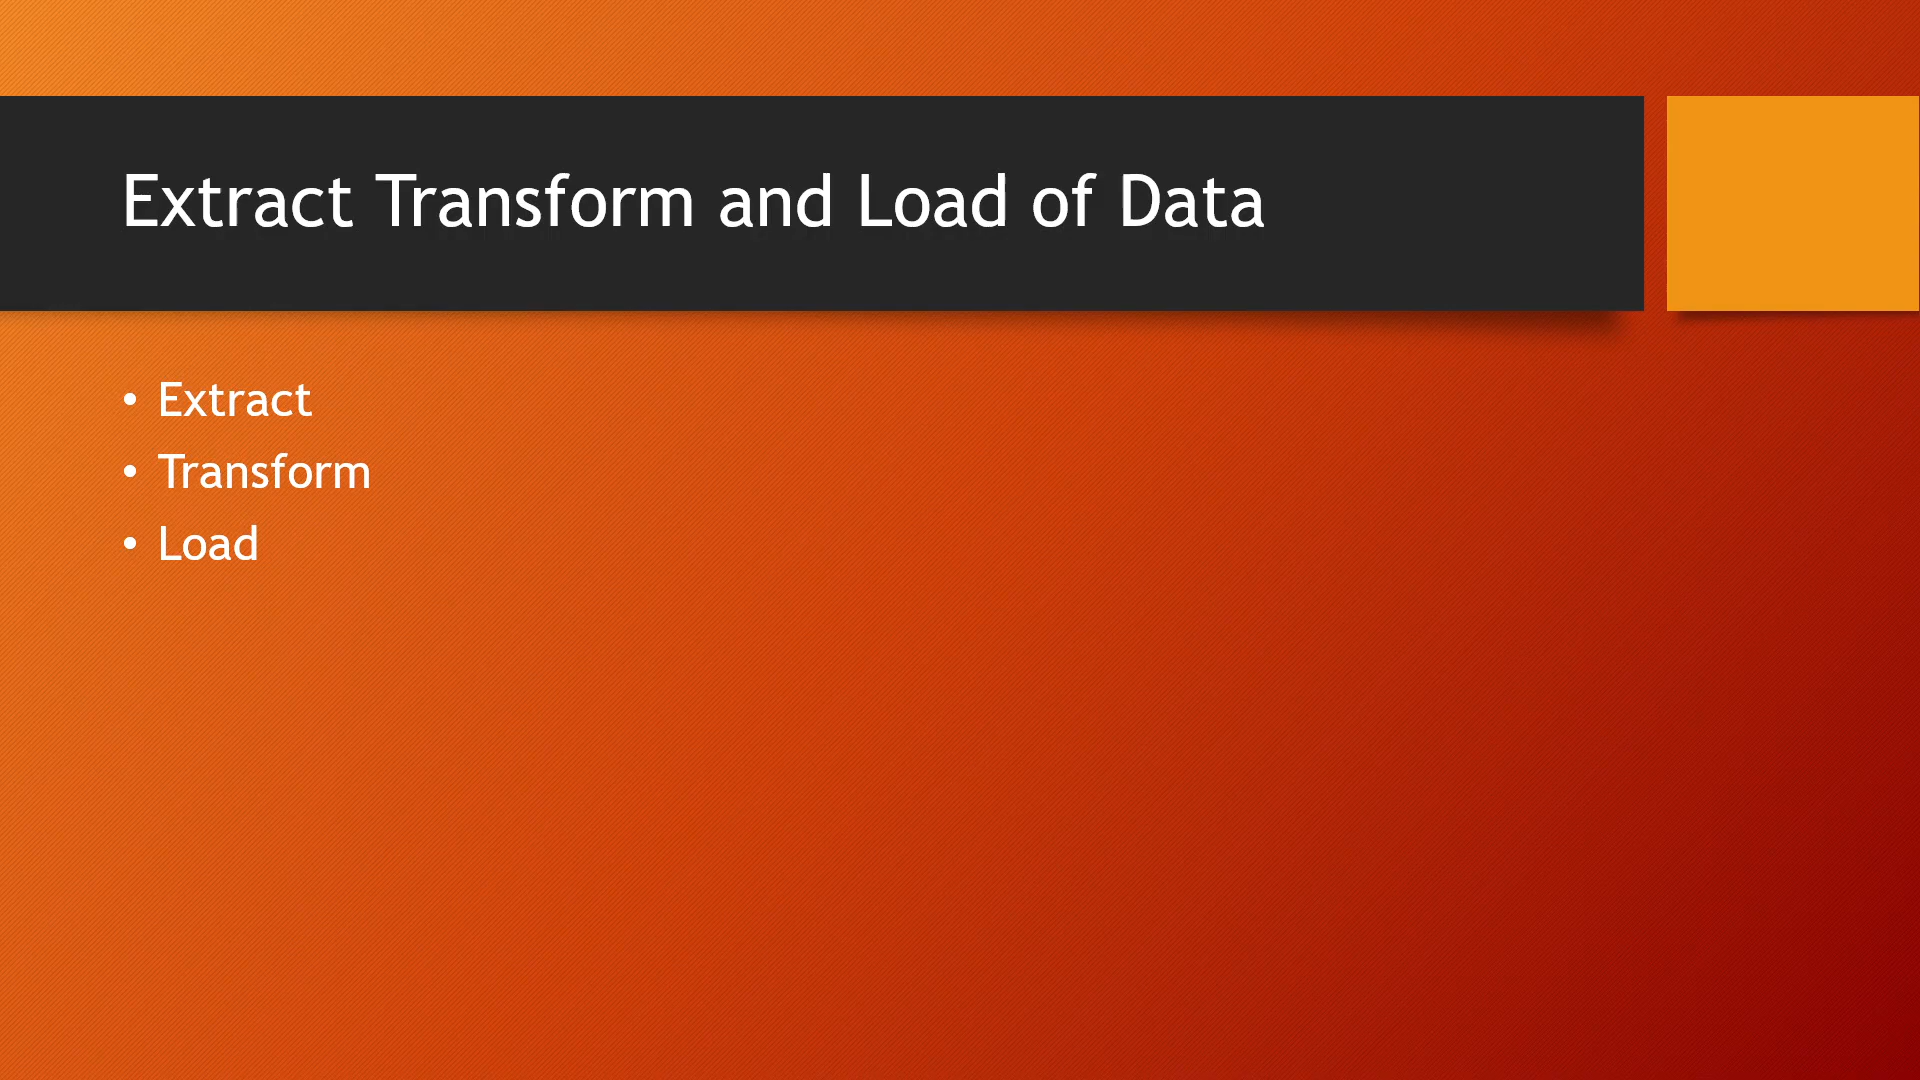 Extract Transform and Load of Data
• Extract
• Transform
• Load